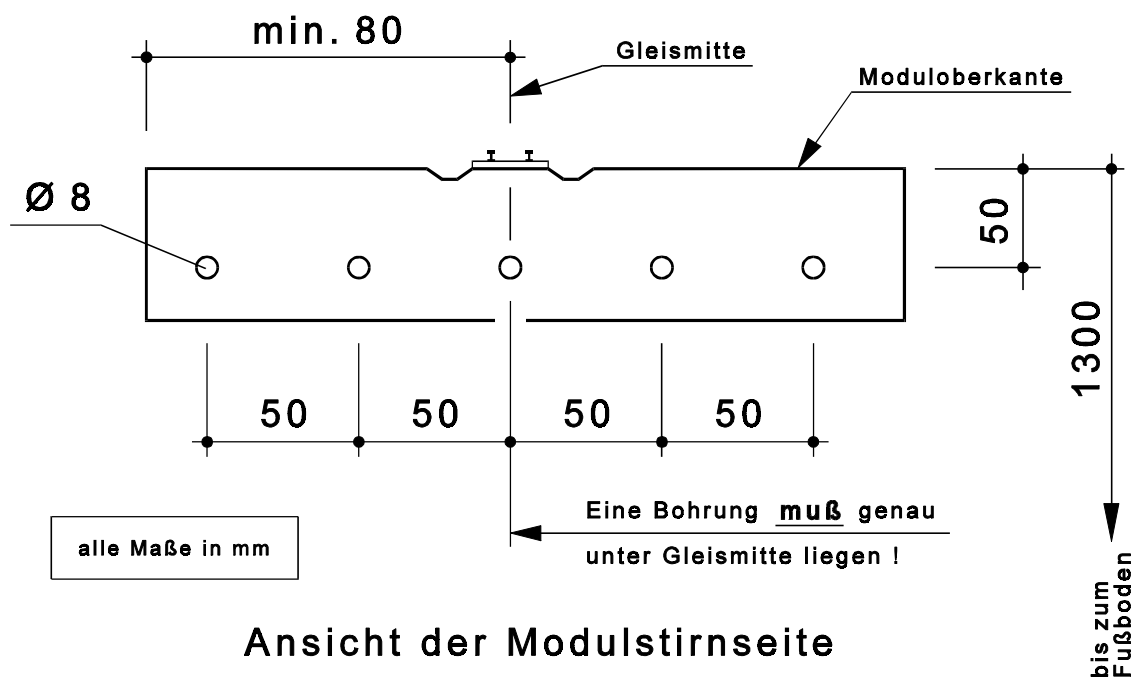 min. 80
Gleismitte
Moduloberkante
Ø 8
50
1300
50 50 50 50
Eine Bohrung muß genau
unter Gleismitte liegen !
alle Maße in mm
bis zum
Fußboden
Ansicht der Modulstirnseite